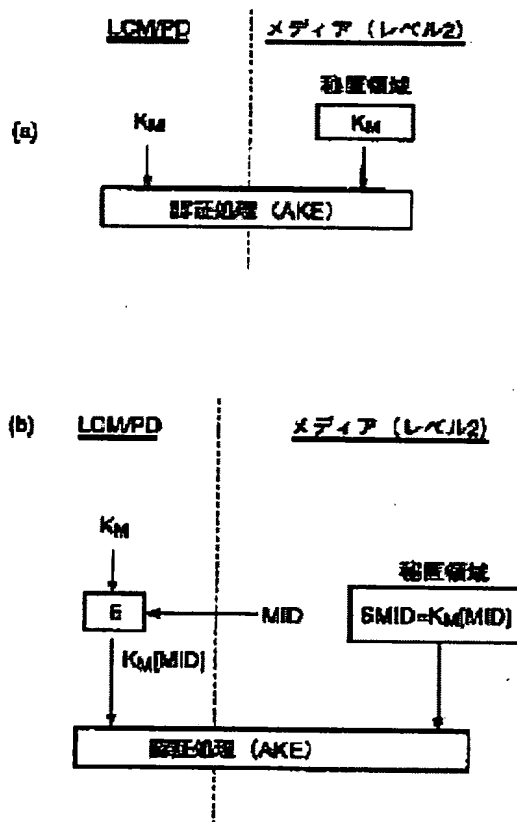 LCM/PD
メディア (レベル2)
秘匿領域
(a)
KM
KM
認証処理 (AKE)
(b)
LCM/PD
メディア (レベル2)
KM
秘匿領域
E
MID
SMID=KM[MID]
KM[MID]
認証処理 (AKE)